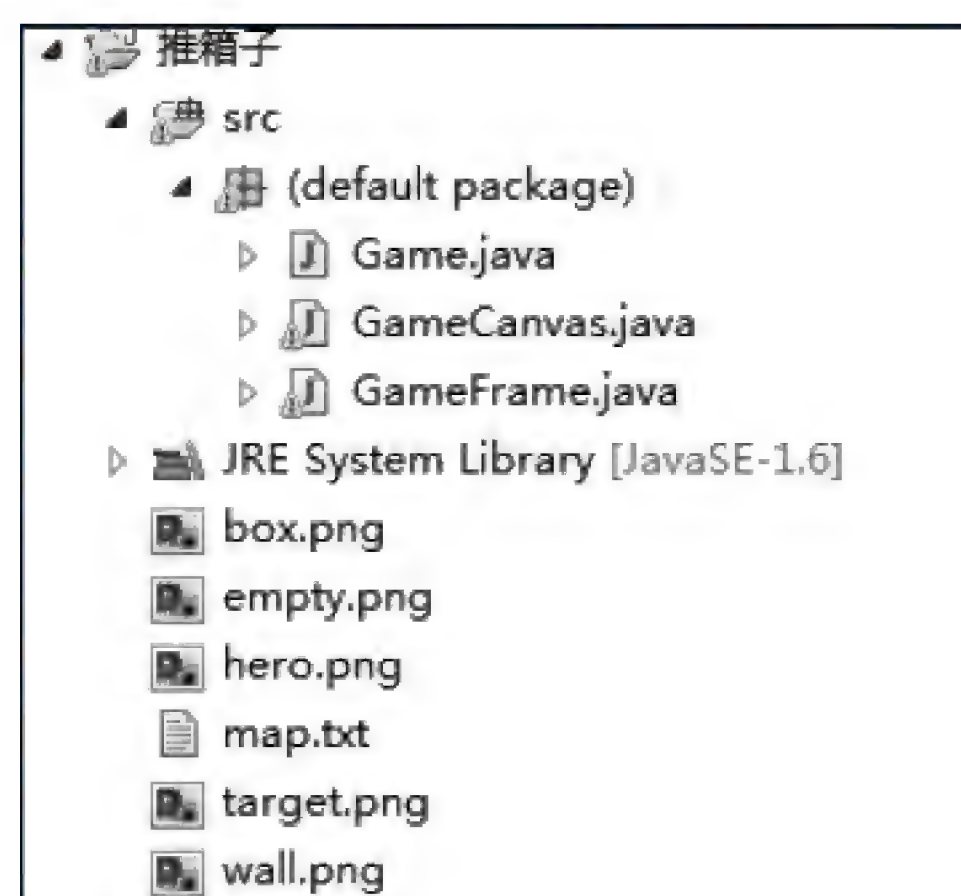 推箱子
src
(default package)
Game.java
GameCanvas.java
GameFrame.java
JRE System Library [JavaSE-1.6]
box.png
empty.png
hero.png
map.txt
target.png
wall.png